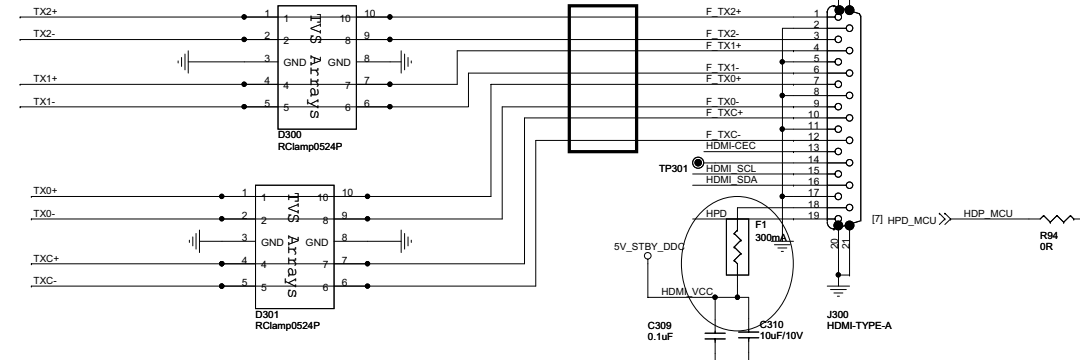 TX2+ 1 1 10 10 F_TX2+ 1
2
TX2- 2 2 8 9 F_TX2- 3
F_TX1+ 4
3 GND GND 8 5
F_TX1- 6
TX1+ 4 4 7 7 F_TX0+ 7
8
TX1- 5 5 6 6 F_TX0- 9
F_TXC+ 10
TVS Arrays
11
D300 F_TXC- 12
RClamp0524P HDMI-CEC 13
14
TP301 HDMI_SCL 15
HDMI_SDA 16
TX0+ 1 1 10 10 17
18
TX0- 2 2 8 9 HPD 19
[7] HPD_MCU HDP_MCU
F1
300mA
R94
0R
3 GND GND 8
20 21
5V_STBY_DDC
TXC+ 4 4 7 7
TXC- 5 5 6 6
TVS Arrays
HDMI_VCC
D301
RClamp0524P
C309
0.1uF
C310
10uF/10V
J300
HDMI-TYPE-A